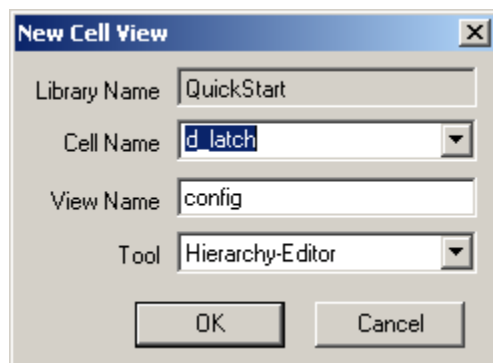 New Cell View
Library Name QuickStart
Cell Name d_latch
View Name config
Tool Hierarchy-Editor
OK Cancel